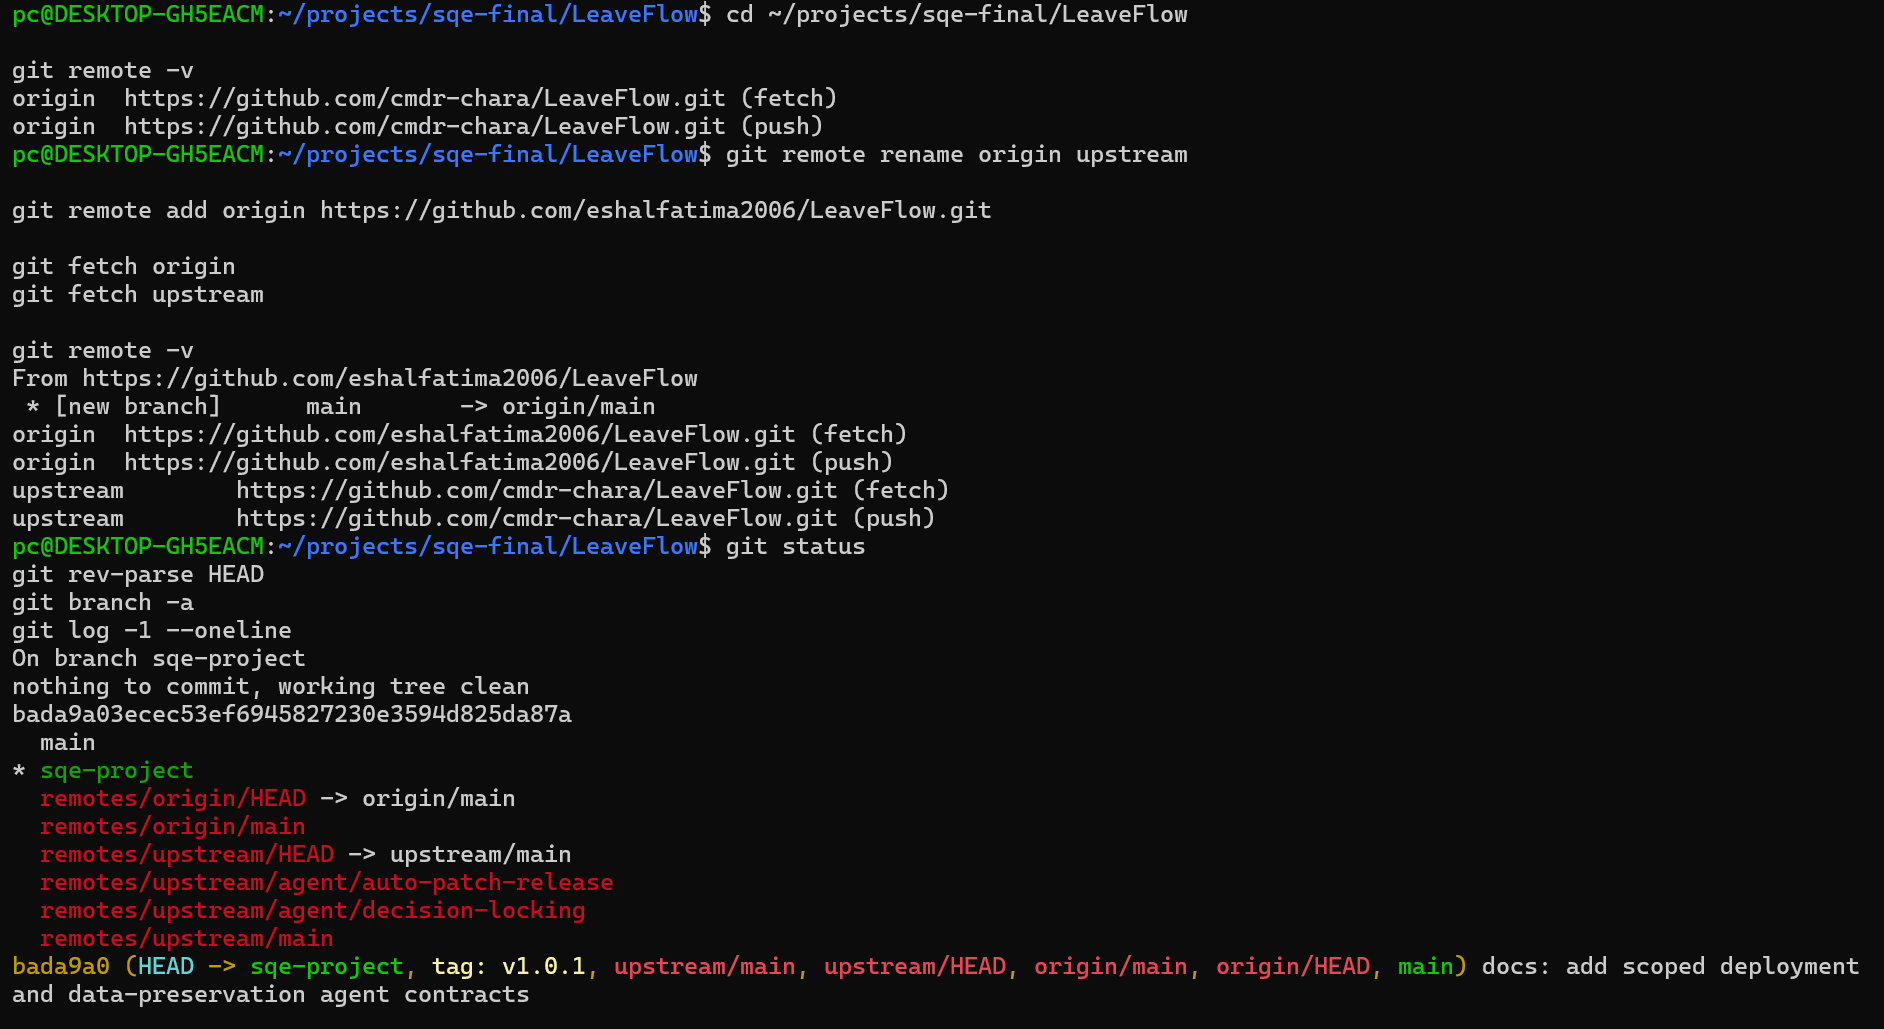 pc@DESKTOP-GH5EACM:~/projects/sqe-final/LeaveFlow$ cd ~/projects/sqe-final/LeaveFlow
git remote -v
origin  https://github.com/cmdr-chara/LeaveFlow.git (fetch)
origin  https://github.com/cmdr-chara/LeaveFlow.git (push)
pc@DESKTOP-GH5EACM:~/projects/sqe-final/LeaveFlow$ git remote rename origin upstream
git remote add origin https://github.com/eshalfatima2006/LeaveFlow.git
git fetch origin
git fetch upstream
git remote -v
From https://github.com/eshalfatima2006/LeaveFlow
 * [new branch]      main       -> origin/main
origin  https://github.com/eshalfatima2006/LeaveFlow.git (fetch)
origin  https://github.com/eshalfatima2006/LeaveFlow.git (push)
upstream        https://github.com/cmdr-chara/LeaveFlow.git (fetch)
upstream        https://github.com/cmdr-chara/LeaveFlow.git (push)
pc@DESKTOP-GH5EACM:~/projects/sqe-final/LeaveFlow$ git status
git rev-parse HEAD
git branch -a
git log -1 --oneline
On branch sqe-project
nothing to commit, working tree clean
bada9a03ecec53ef6945827230e3594d825da87a
  main
* sqe-project
  remotes/origin/HEAD -> origin/main
  remotes/origin/main
  remotes/upstream/HEAD -> upstream/main
  remotes/upstream/agent/auto-patch-release
  remotes/upstream/agent/decision-locking
  remotes/upstream/main
bada9a0 (HEAD -> sqe-project, tag: v1.0.1, upstream/main, upstream/HEAD, origin/main, origin/HEAD, main) docs: add scoped deployment
and data-preservation agent contracts